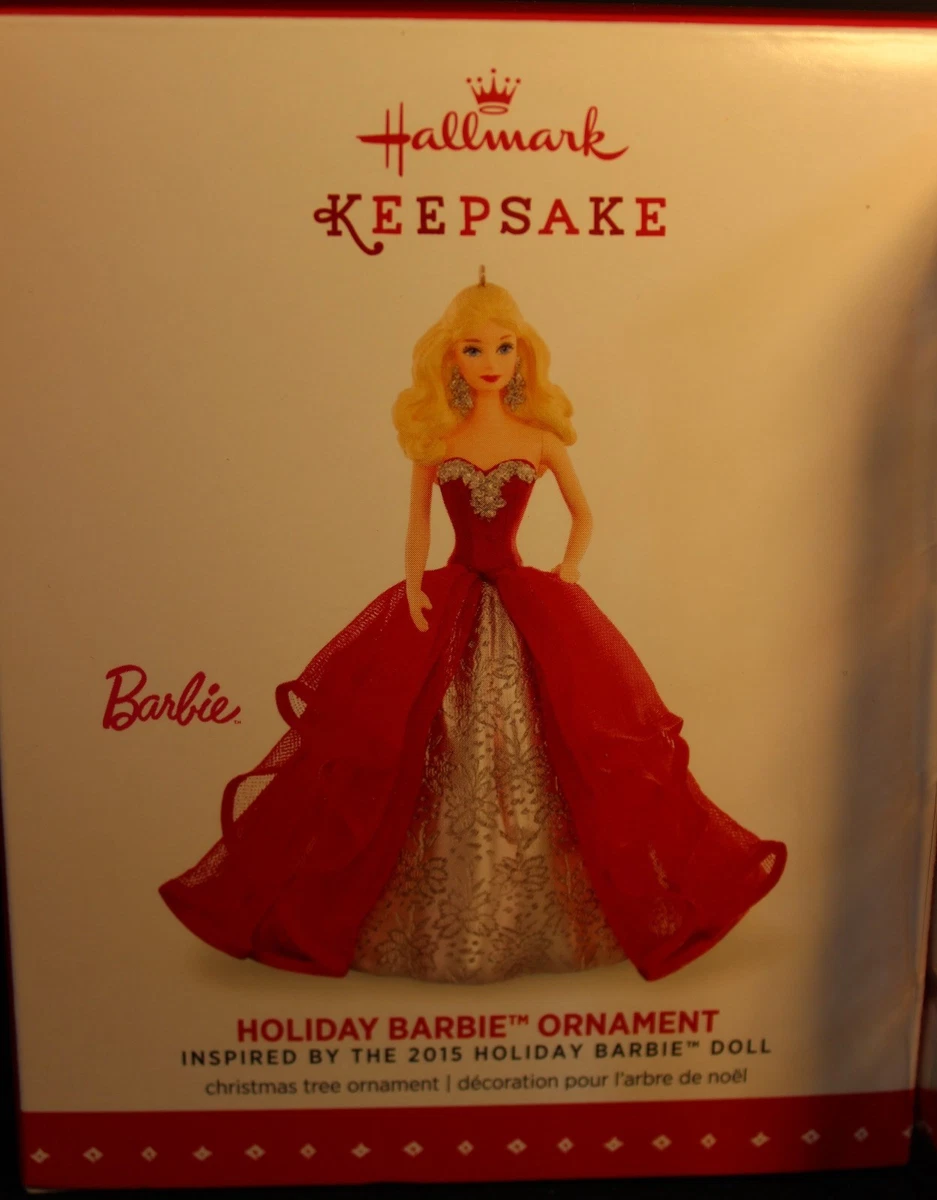 Hallmark
KEEPSAKE
Barbie™
HOLIDAY BARBIE™ ORNAMENT
INSPIRED BY THE 2015 HOLIDAY BARBIE™ DOLL
christmas tree ornament | décoration pour l'arbre de noël